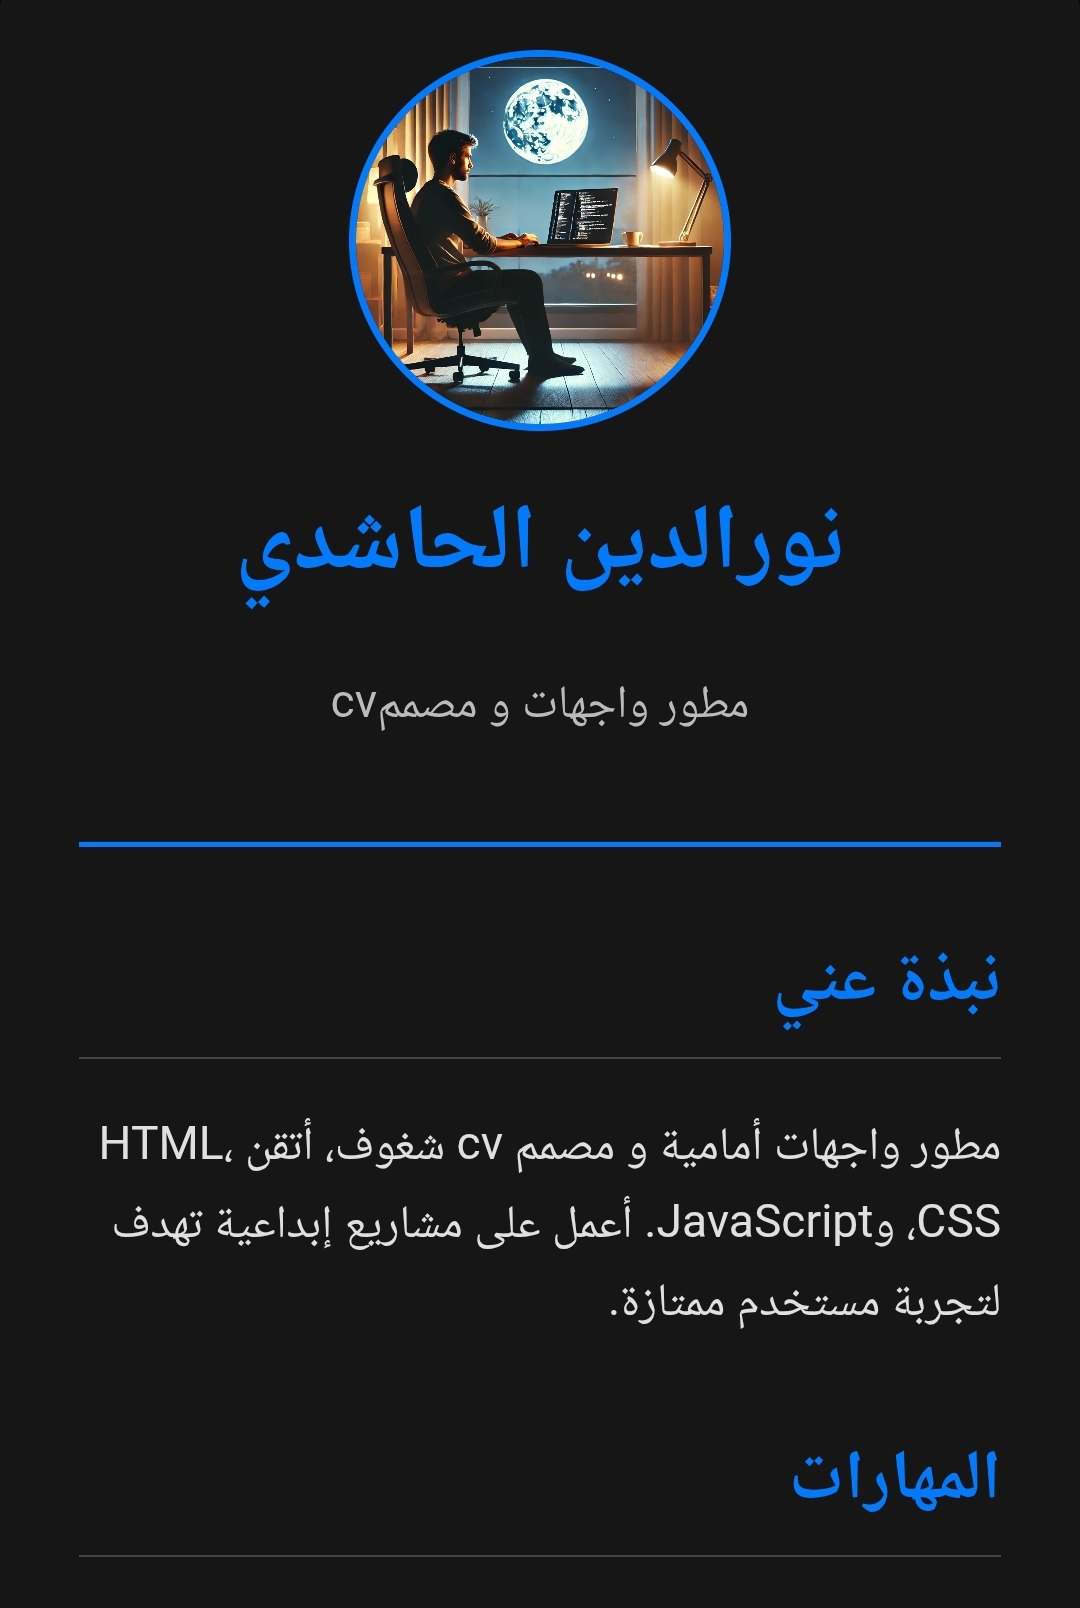 نورالدين الحاشدي
مطور واجهات و مصممcv
نبذة عني
مطور واجهات أمامية و مصمم cv شغوف، أتقن HTML،
CSS، وJavaScript. أعمل على مشاريع إبداعية تهدف
لتجربة مستخدم ممتازة.
المهارات